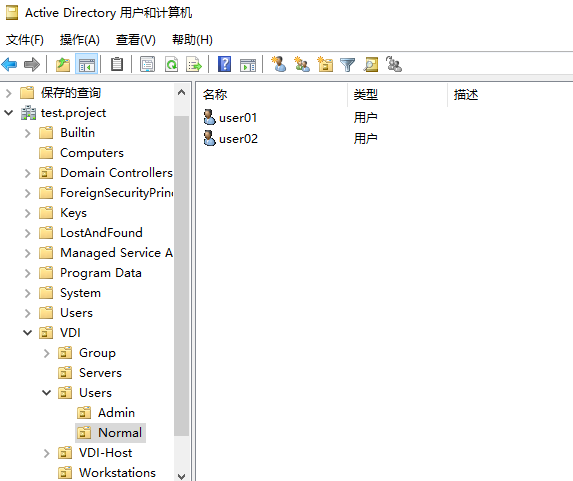 Active Directory 用户和计算机
文件(F) 操作(A) 查看(V) 帮助(H)
保存的查询
test.project
Builtin
Computers
Domain Controllers
ForeignSecurityPrinc
Keys
LostAndFound
Managed Service A
Program Data
System
Users
VDI
Group
Servers
Users
Admin
Normal
VDI-Host
Workstations
名称 类型 描述
user01 用户
user02 用户